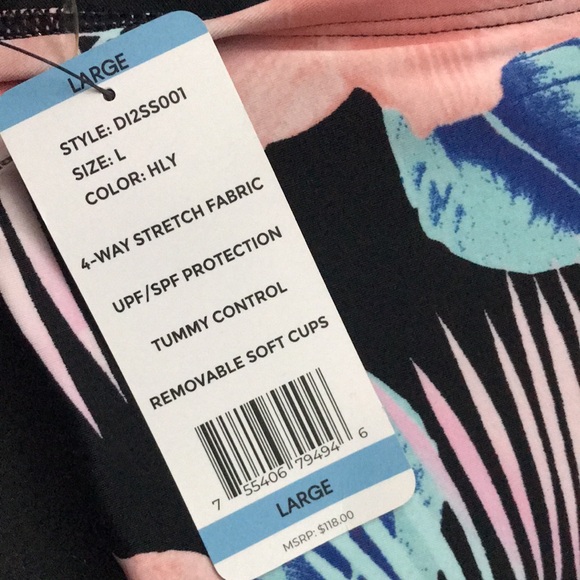 LARGE
STYLE: DI2SS001
SIZE: L
COLOR: HLY
4-WAY STRETCH FABRIC
UPF/SPF PROTECTION
TUMMY CONTROL
REMOVABLE SOFT CUPS
7 55406 79494 6
LARGE
MSRP: $118.00